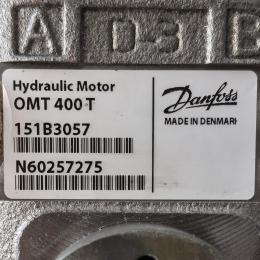 A D-3 B
Hydraulic Motor
OMT 400 T
151B3057
N60257275
Danfoss
MADE IN DENMARK